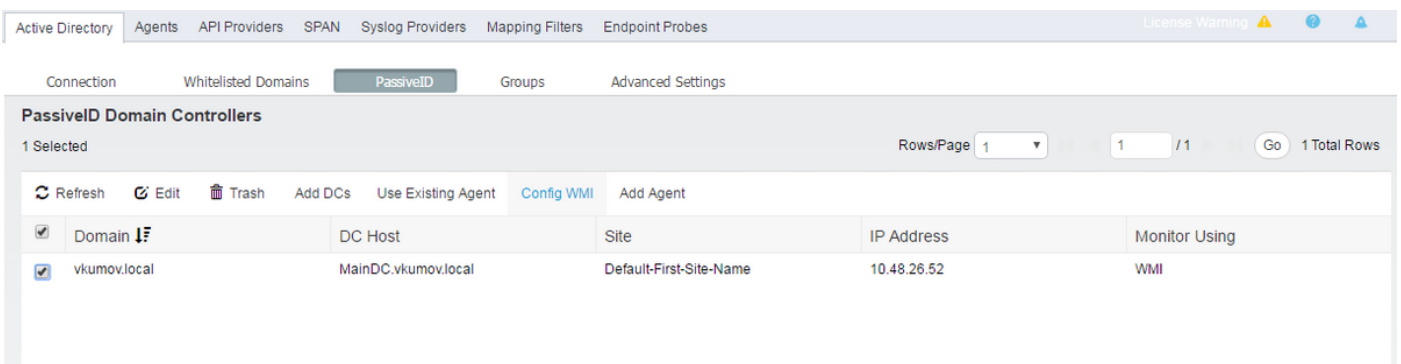 Active Directory Agents API Providers SPAN Syslog Providers Mapping Filters Endpoint Probes License Warning
Connection Whitelisted Domains PassiveID Groups Advanced Settings
PassiveID Domain Controllers
1 Selected Rows/Page 1 1 / 1 Go 1 Total Rows
Refresh Edit Trash Add DCs Use Existing Agent Config WMI Add Agent
Domain DC Host Site IP Address Monitor Using
vkumov.local MainDC.vkumov.local Default-First-Site-Name 10.48.26.52 WMI